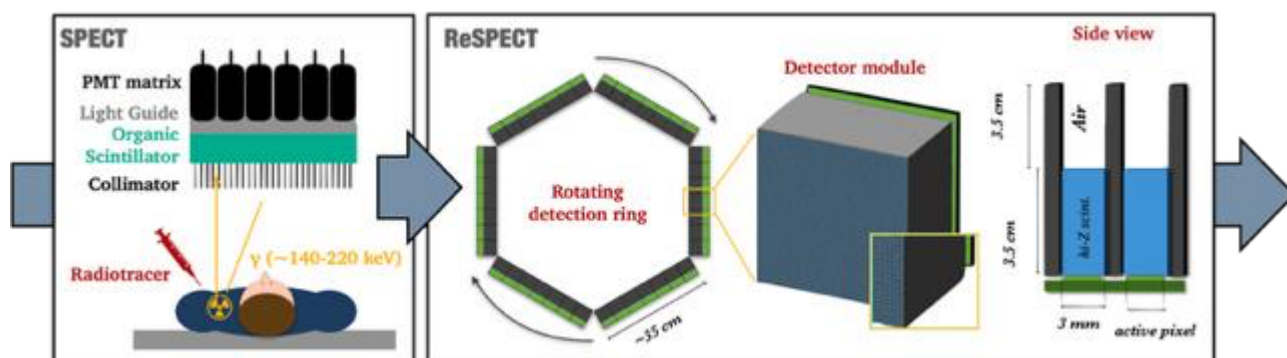 SPECT
PMT matrix
Light Guide
Organic
Scintillator
Collimator
Radiotracer
γ (~140-220 keV)
ReSPECT
Rotating
detection ring
~35 cm
Detector module
Side view
3.5 cm
Air
3.5 cm
hi-Z scint.
3 mm
active pixel